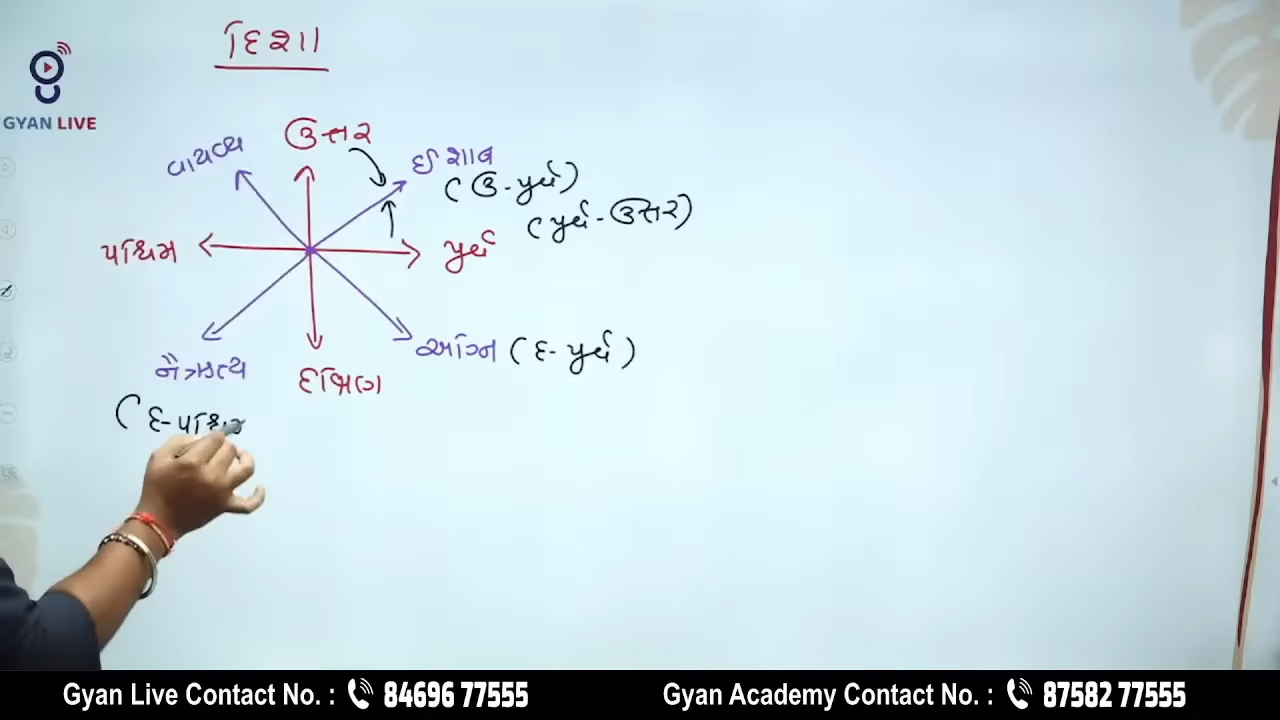 દિશા
GYAN LIVE
ઉત્તર
વાયવ્ય
ઈશાન
(ઉ-પૂર્વ)
(પૂર્વ-ઉત્તર)
પશ્ચિમ
પૂર્વ
અગ્નિ (દ-પૂર્વ)
નૈઋત્ય
દક્ષિણ
(દ-પશ્ચિમ
Gyan Live Contact No. : 84696 77555
Gyan Academy Contact No. : 87582 77555